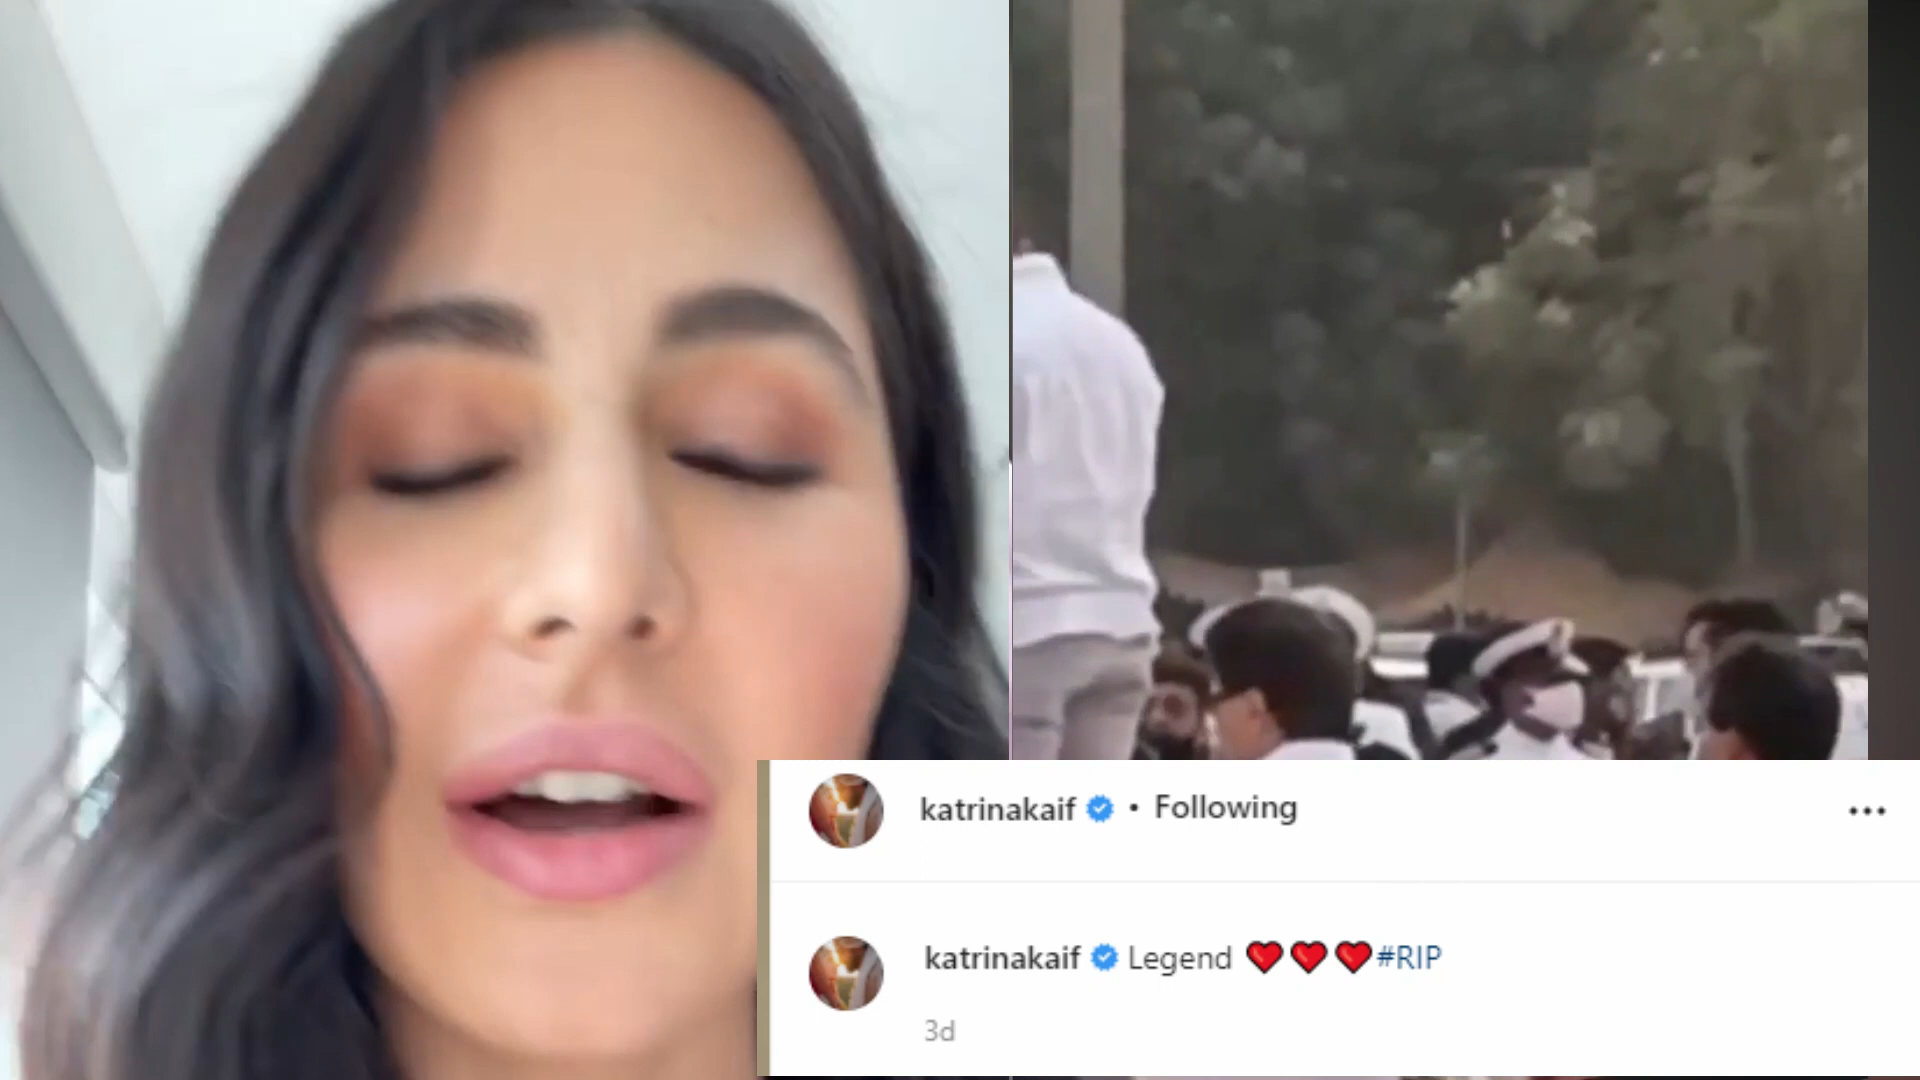 katrinakaif • Following
katrinakaif Legend ❤️❤️❤️#RIP
3d